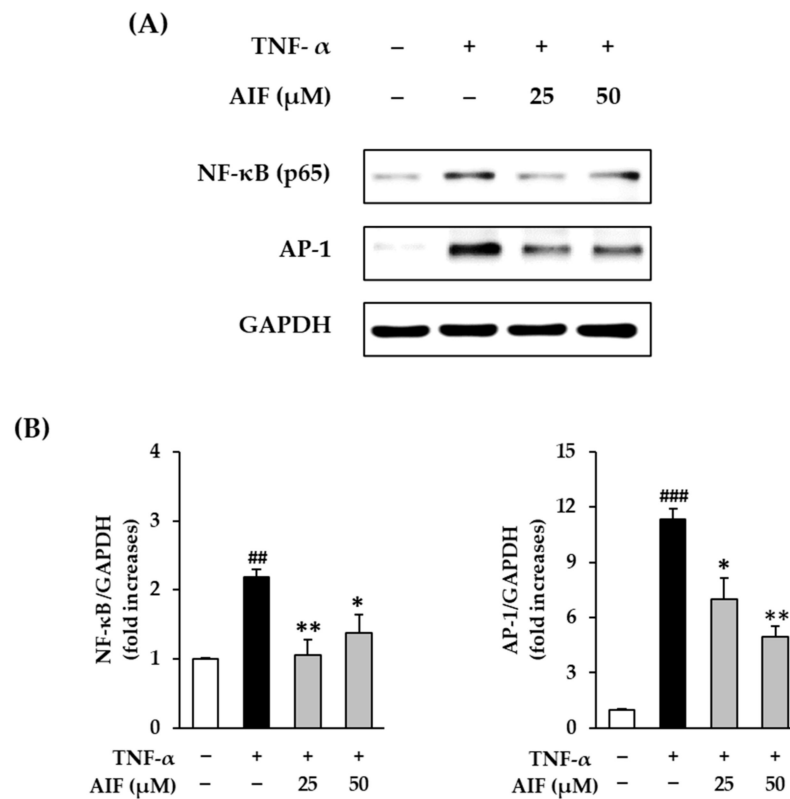 (A)
TNF- α – + + +
AIF (μM) – – 25 50
NF-κB (p65)
AP-1
GAPDH
(B)
NF-κB/GAPDH
(fold increases)
4
3
2
1
0
##
**
*
TNF-α – + + +
AIF (μM) – – 25 50
AP-1/GAPDH
(fold increases)
15
12
9
6
3
0
###
*
**
TNF-α – + + +
AIF (μM) – – 25 50